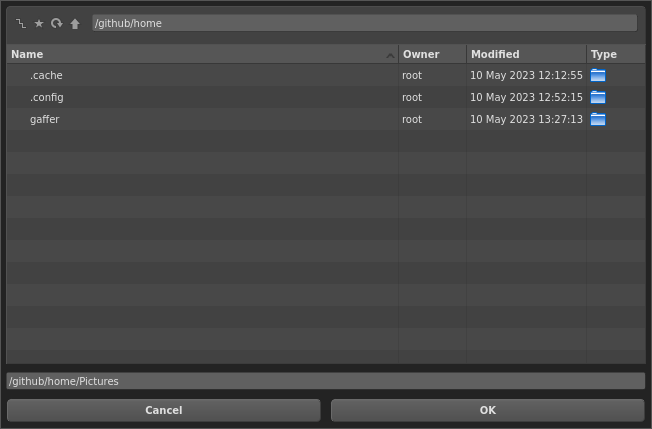 /github/home
Name Owner Modified Type
.cache root 10 May 2023 12:12:55
.config root 10 May 2023 12:52:15
gaffer root 10 May 2023 13:27:13
/github/home/Pictures
Cancel OK